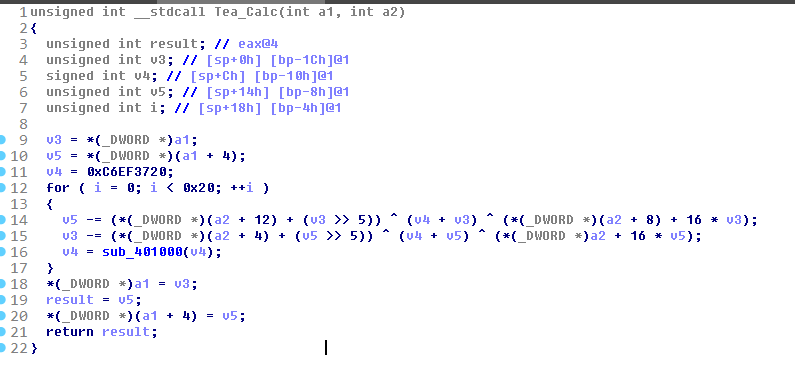 1 unsigned int __stdcall Tea_Calc(int a1, int a2)
2 {
3 unsigned int result; // eax@4
4 unsigned int v3; // [sp+0h] [bp-1Ch]@1
5 signed int v4; // [sp+Ch] [bp-10h]@1
6 unsigned int v5; // [sp+14h] [bp-8h]@1
7 unsigned int i; // [sp+18h] [bp-4h]@1
8
9 v3 = *(_DWORD *)a1;
10 v5 = *(_DWORD *)(a1 + 4);
11 v4 = 0xC6EF3720;
12 for ( i = 0; i < 0x20; ++i )
13 {
14 v5 -= (*(_DWORD *)(a2 + 12) + (v3 >> 5)) ^ (v4 + v3) ^ (*(_DWORD *)(a2 + 8) + 16 * v3);
15 v3 -= (*(_DWORD *)(a2 + 4) + (v5 >> 5)) ^ (v4 + v5) ^ (*(_DWORD *)a2 + 16 * v5);
16 v4 = sub_401000(v4);
17 }
18 *(_DWORD *)a1 = v3;
19 result = v5;
20 *(_DWORD *)(a1 + 4) = v5;
21 return result;
22 }